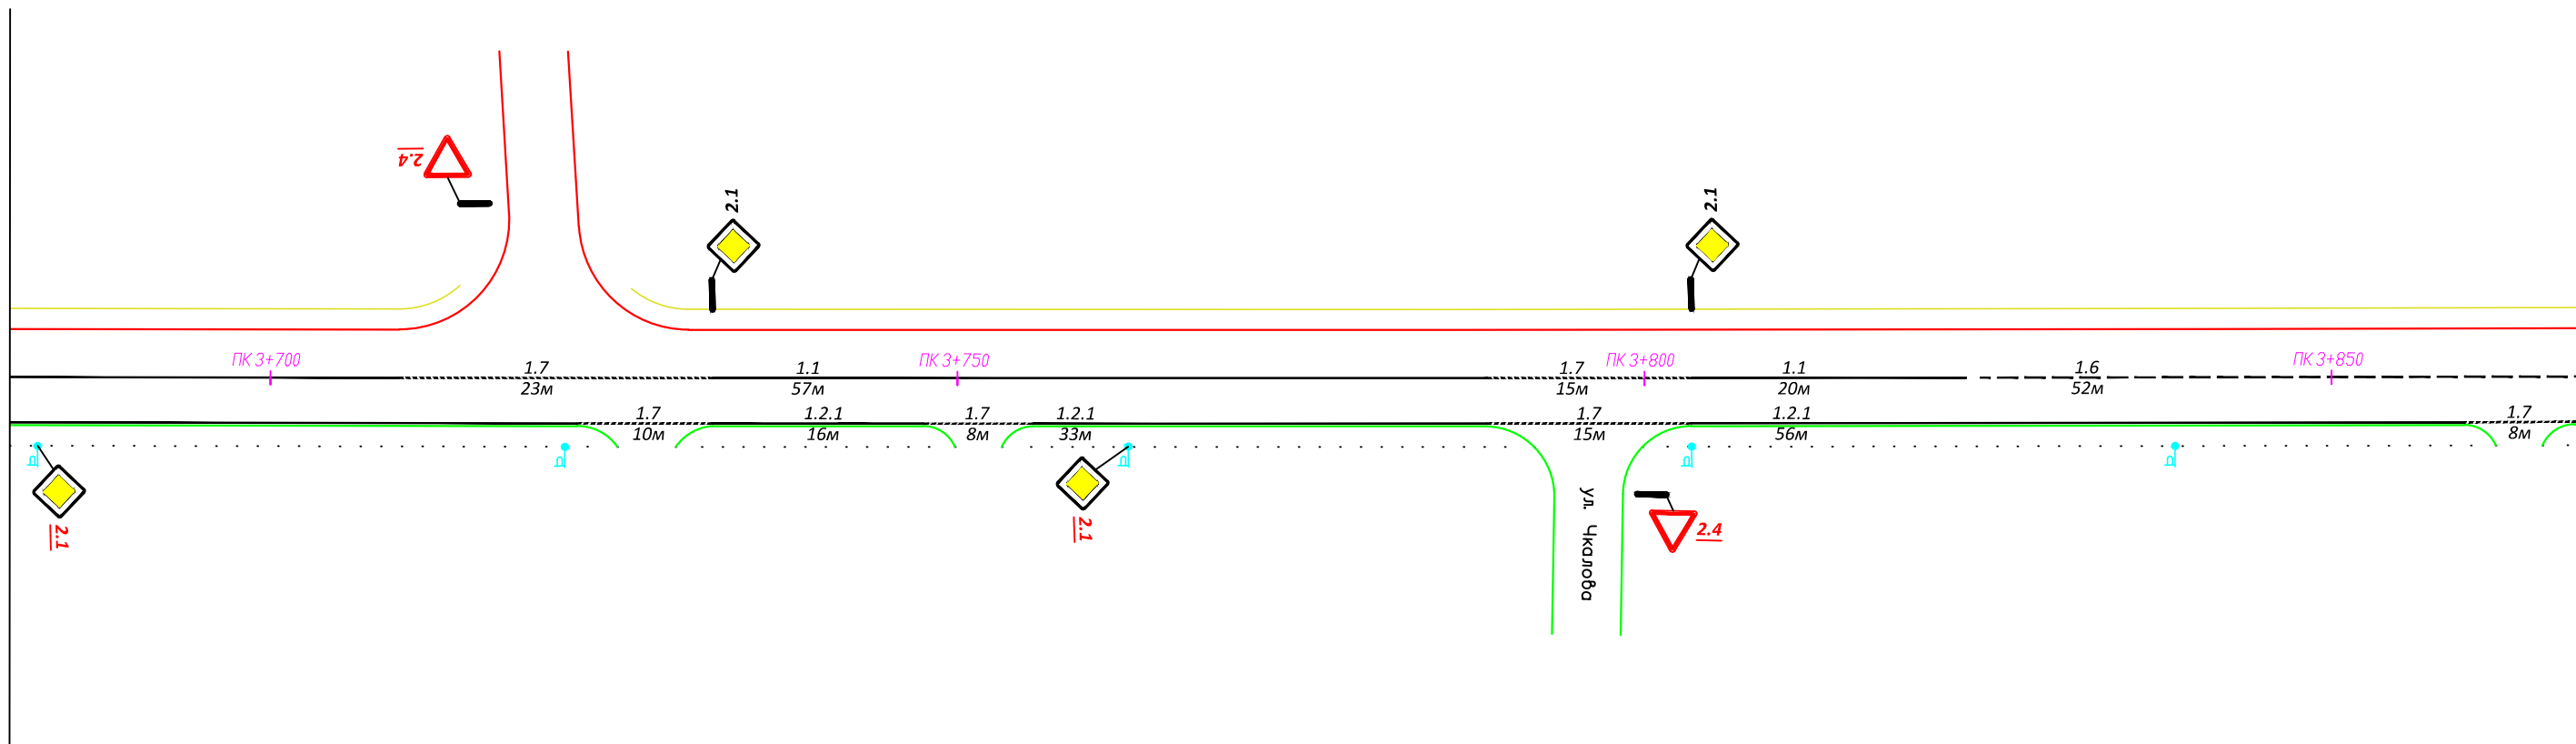 2.4
2.1
2.1
ПК 3+700
ПК 3+750
ПК 3+800
ПК 3+850
1.7
23м
1.1
57м
1.7
15м
1.1
20м
1.6
52м
1.7
10м
1.2.1
16м
1.7
8м
1.2.1
33м
1.7
15м
1.2.1
56м
1.7
8м
2.1
2.1
ул. Чкалова
2.4